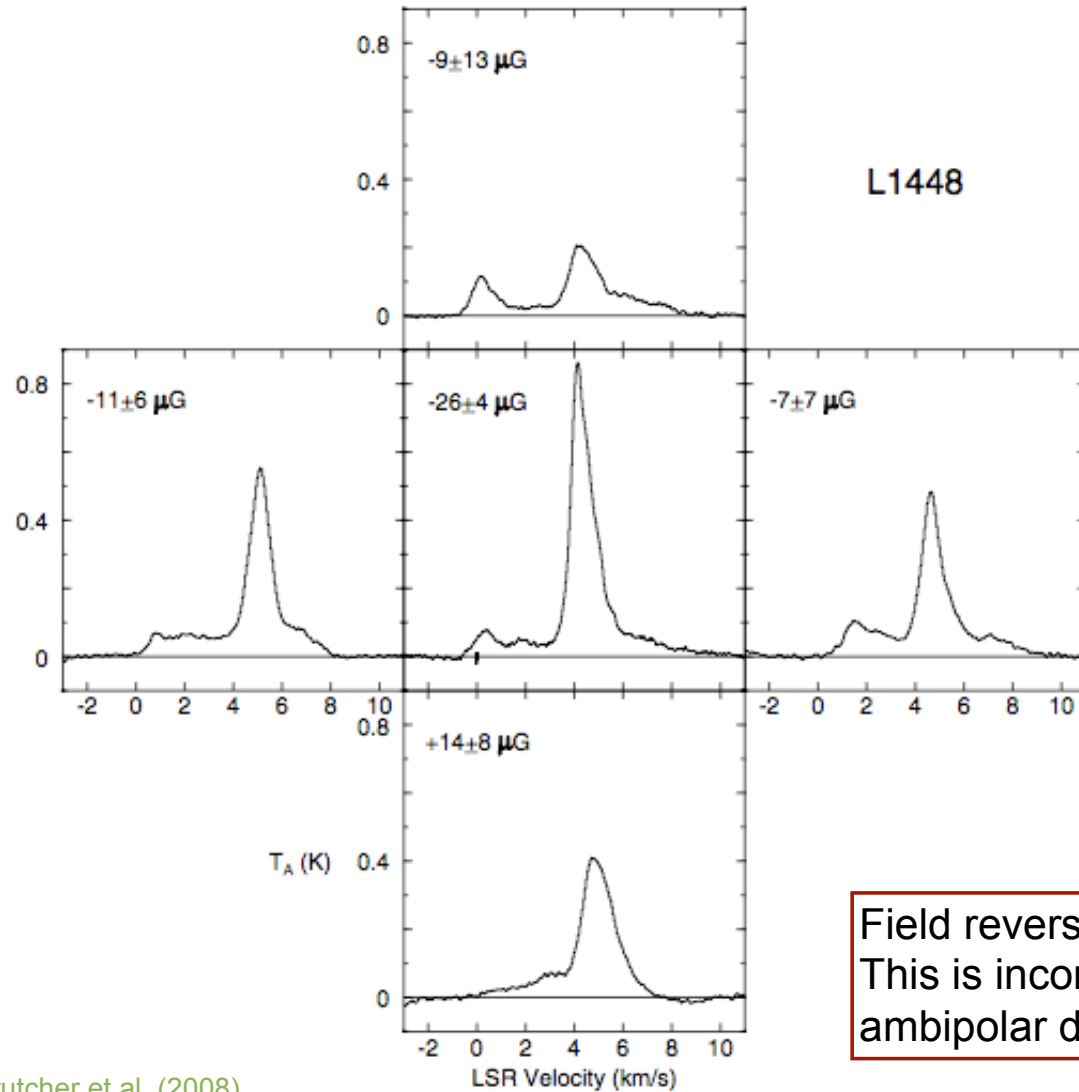 0.8
-9±13 μG
0.4
0
L1448
0.8
-11±6 μG
-26±4 μG
-7±7 μG
0.4
0
-2 0 2 4 6 8 10
-2 0 2 4 6 8 10
0.8
+14±8 μG
T_A (K) 0.4
0
-2 0 2 4 6 8 10
LSR Velocity (km/s)
Field
This is
ambipolar
et al. (2008)